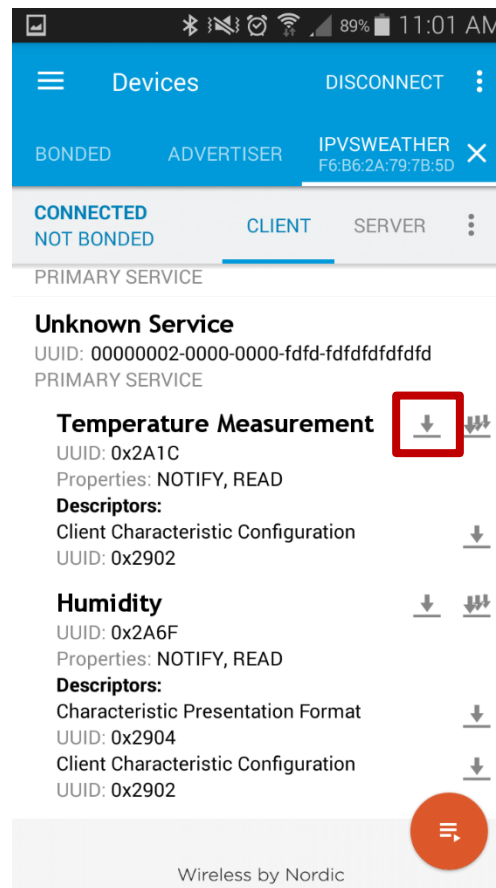 89% 11:01 AM
Devices DISCONNECT
BONDED ADVERTISER IPVSWEATHER
F6:B6:2A:79:7B:5D
CONNECTED
NOT BONDED CLIENT SERVER
PRIMARY SERVICE
Unknown Service
UUID: 00000002-0000-0000-fdfd-fdfdfdfdfdfd
PRIMARY SERVICE
Temperature Measurement
UUID: 0x2A1C
Properties: NOTIFY, READ
Descriptors:
Client Characteristic Configuration
UUID: 0x2902
Humidity
UUID: 0x2A6F
Properties: NOTIFY, READ
Descriptors:
Characteristic Presentation Format
UUID: 0x2904
Client Characteristic Configuration
UUID: 0x2902
Wireless by Nordic